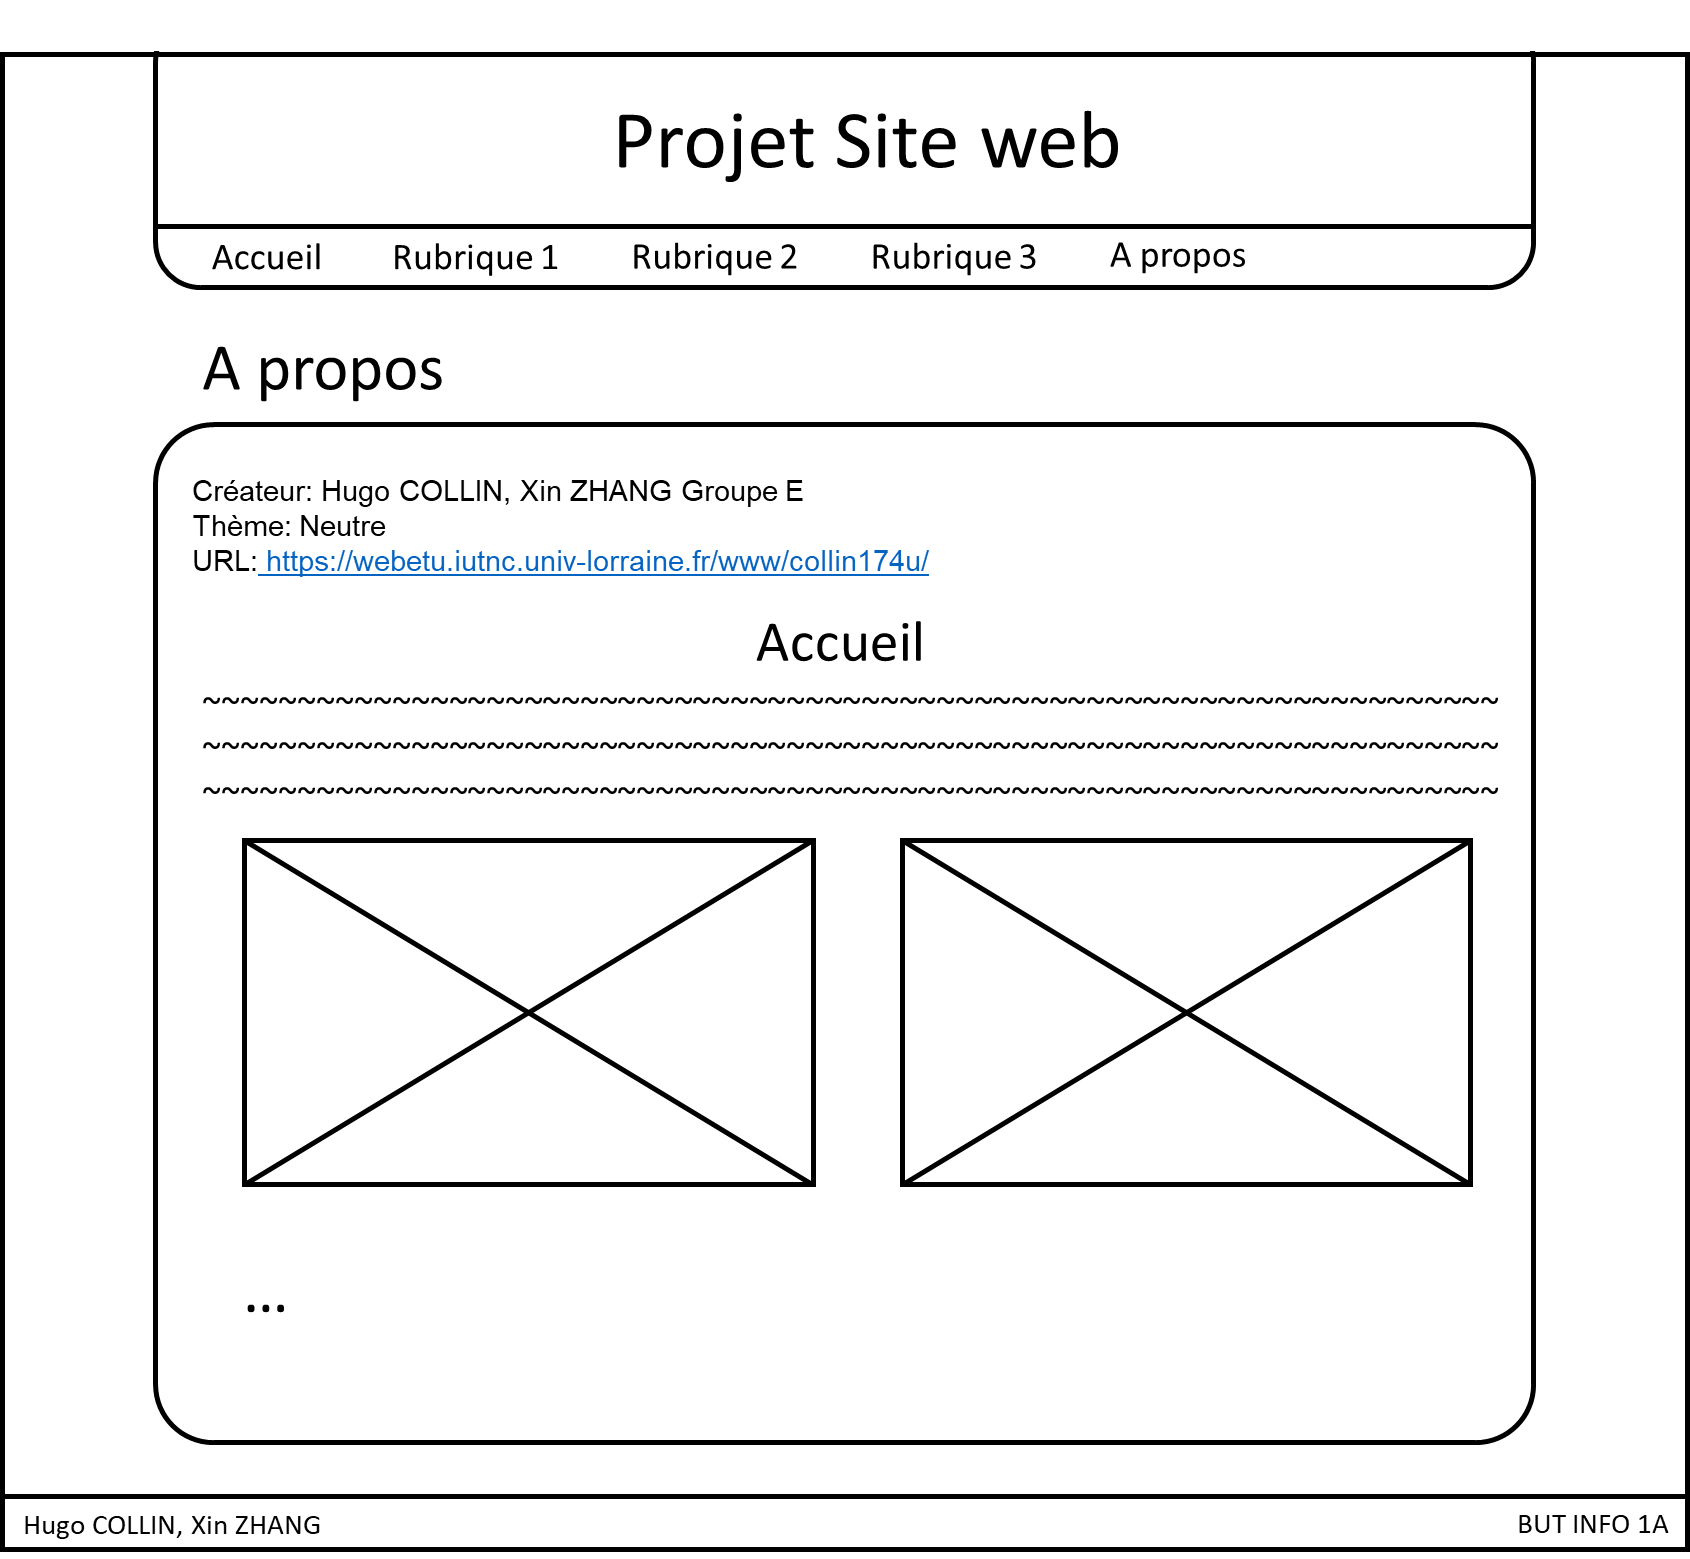 Projet Site web
Accueil Rubrique 1 Rubrique 2 Rubrique 3 A propos
A propos
Créateur: Hugo COLLIN, Xin ZHANG Groupe E
Thème: Neutre
URL: https://webetu.iutnc.univ-lorraine.fr/www/collin174u/
Accueil
...
Hugo COLLIN, Xin ZHANG BUT INFO 1A